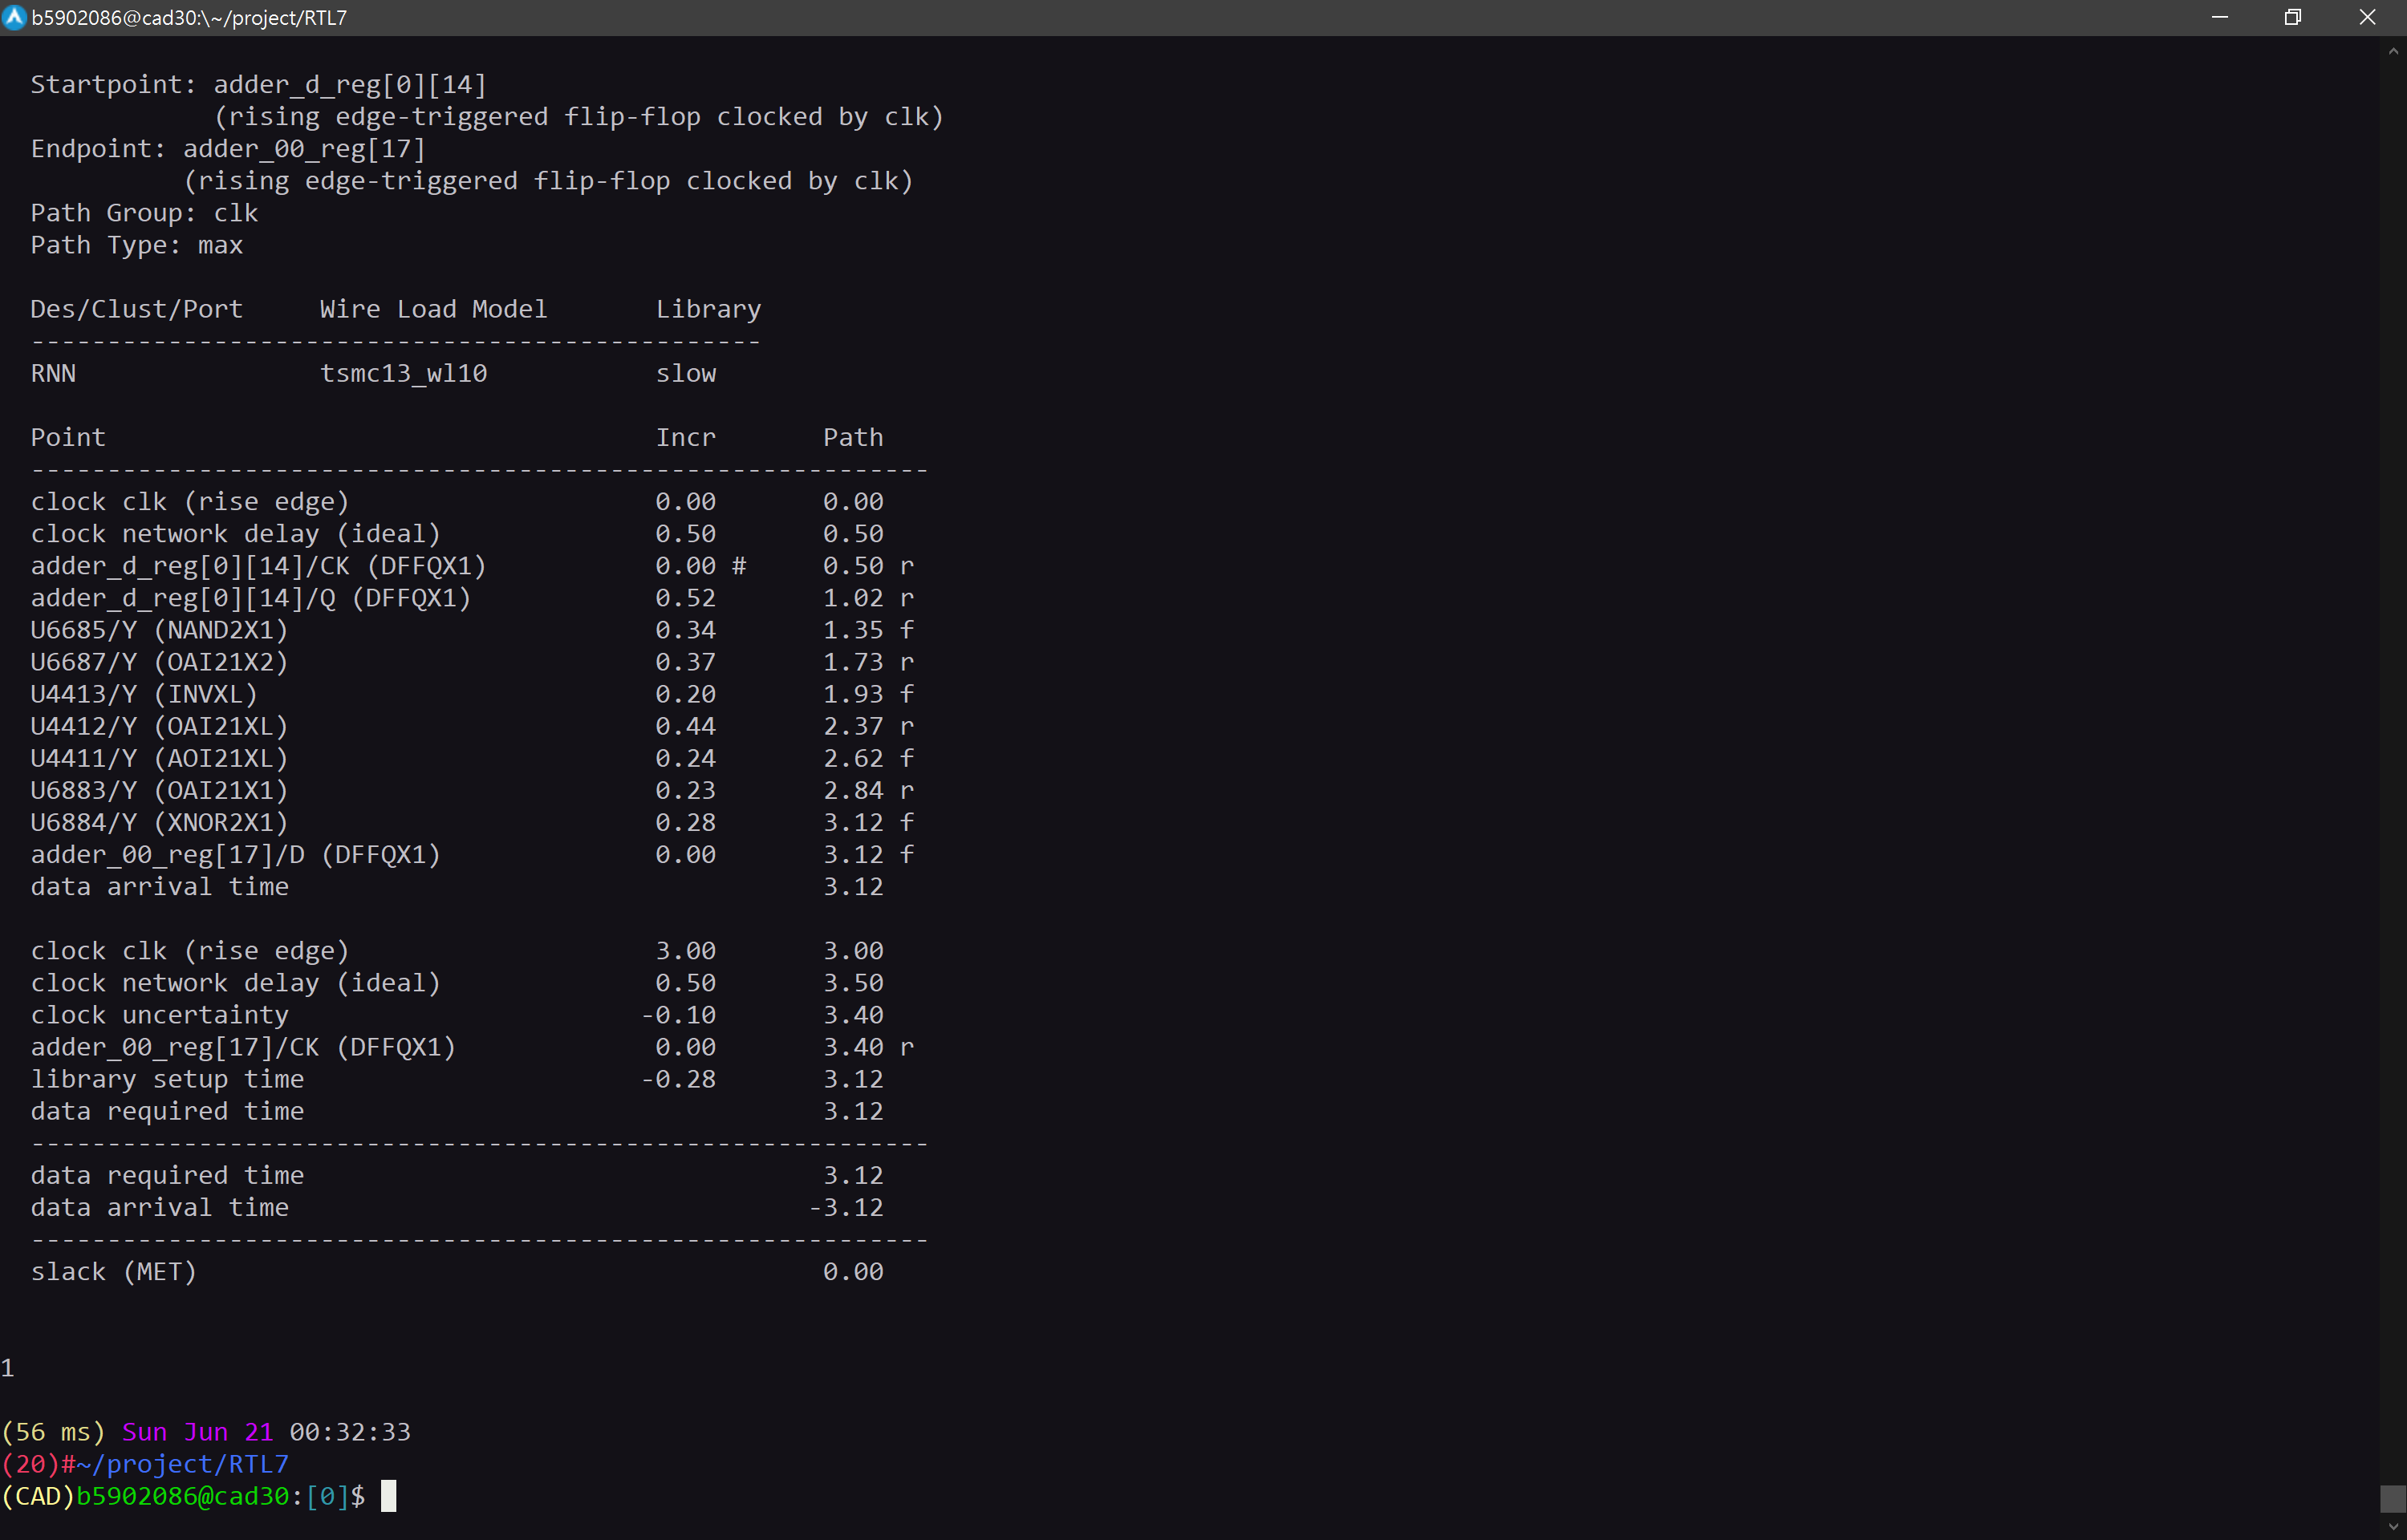 b5902086@cad30:\~/project/RTL7
Startpoint: adder_d_reg[0][14]
(rising edge-triggered flip-flop clocked by clk)
Endpoint: adder_00_reg[17]
(rising edge-triggered flip-flop clocked by clk)
Path Group: clk
Path Type: max
Des/Clust/Port     Wire Load Model       Library
------------------------------------------------
RNN                tsmc13_wl10           slow
Point                                    Incr       Path
-----------------------------------------------------------
clock clk (rise edge)                    0.00       0.00
clock network delay (ideal)              0.50       0.50
adder_d_reg[0][14]/CK (DFFQX1)           0.00 #     0.50 r
adder_d_reg[0][14]/Q (DFFQX1)            0.52       1.02 r
U6685/Y (NAND2X1)                        0.34       1.35 f
U6687/Y (OAI21X2)                        0.37       1.73 r
U4413/Y (INVXL)                          0.20       1.93 f
U4412/Y (OAI21XL)                        0.44       2.37 r
U4411/Y (AOI21XL)                        0.24       2.62 f
U6883/Y (OAI21X1)                        0.23       2.84 r
U6884/Y (XNOR2X1)                        0.28       3.12 f
adder_00_reg[17]/D (DFFQX1)              0.00       3.12 f
data arrival time                                   3.12
clock clk (rise edge)                    3.00       3.00
clock network delay (ideal)              0.50       3.50
clock uncertainty                       -0.10       3.40
adder_00_reg[17]/CK (DFFQX1)             0.00       3.40 r
library setup time                      -0.28       3.12
data required time                                  3.12
-----------------------------------------------------------
data required time                                  3.12
data arrival time                                  -3.12
-----------------------------------------------------------
slack (MET)                                         0.00
1
(56 ms) Sun Jun 21 00:32:33
(20)#~/project/RTL7
(CAD)b5902086@cad30:[0]$